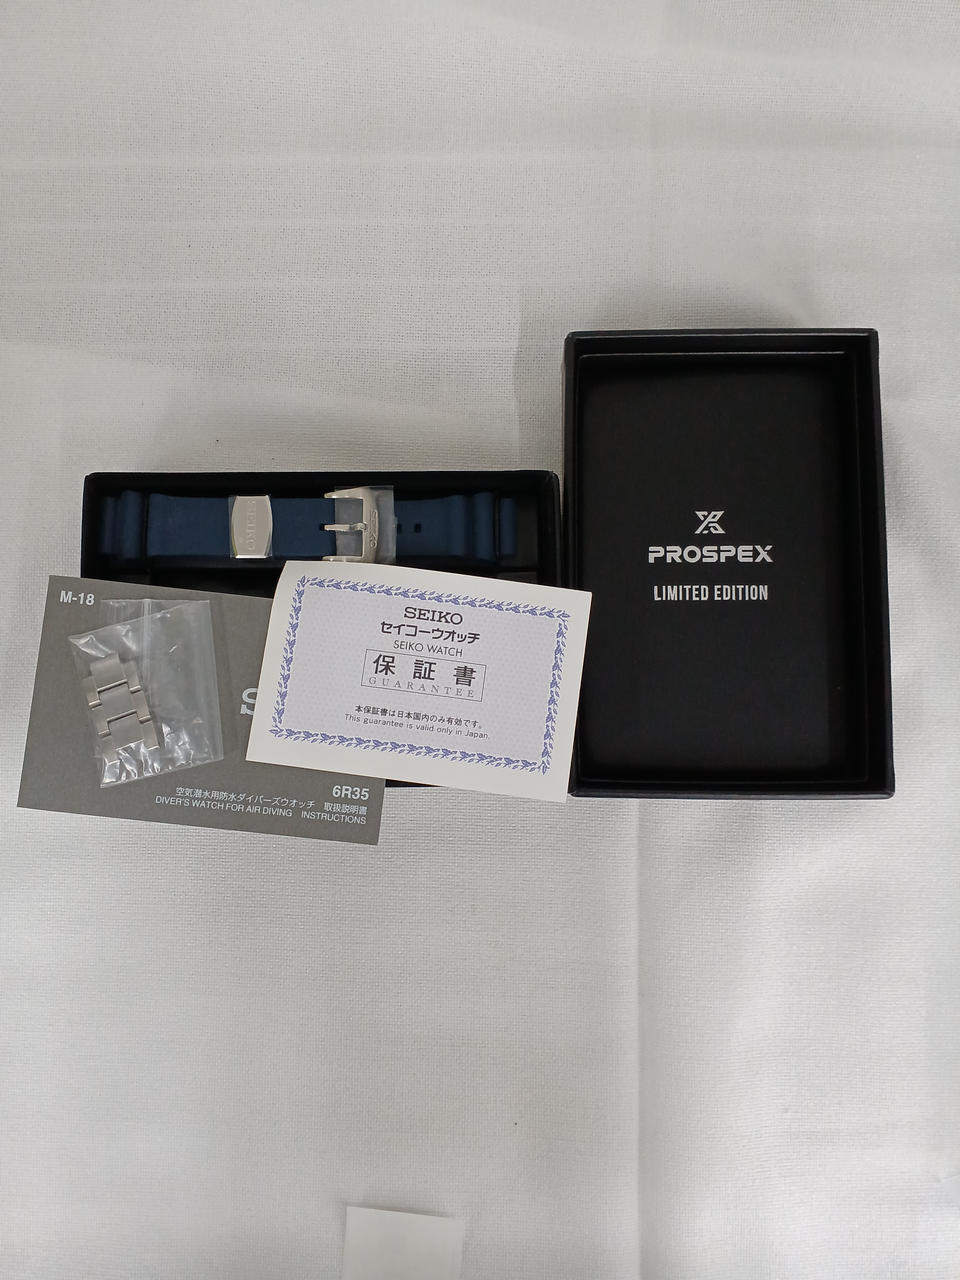 SEIKO
SEIKO
PROSPEX
LIMITED EDITION
M-18
S
6R35
空気潜水用防水ダイバーズウオッチ 取扱説明書
DIVER'S WATCH FOR AIR DIVING INSTRUCTIONS
SEIKO
セイコーウオッチ
SEIKO WATCH
保証書
GUARANTEE
本保証書は日本国内のみ有効です。
This guarantee is valid only in Japan.